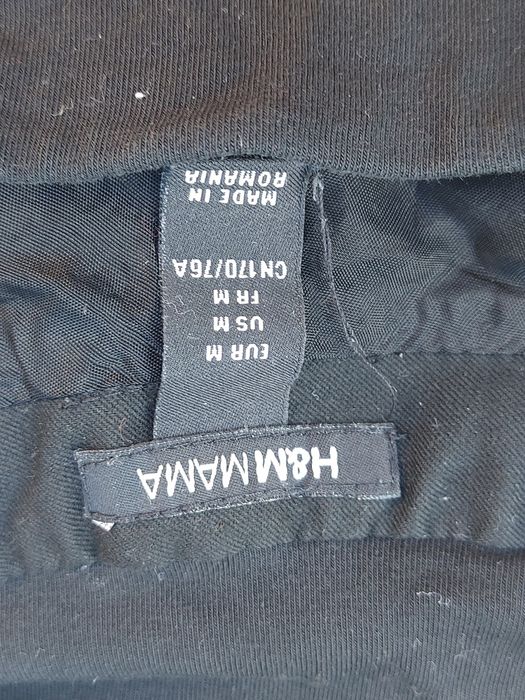 H&M MAMA
EUR M
US M
FR M
CN170/76A
MADE IN
ROMANIA